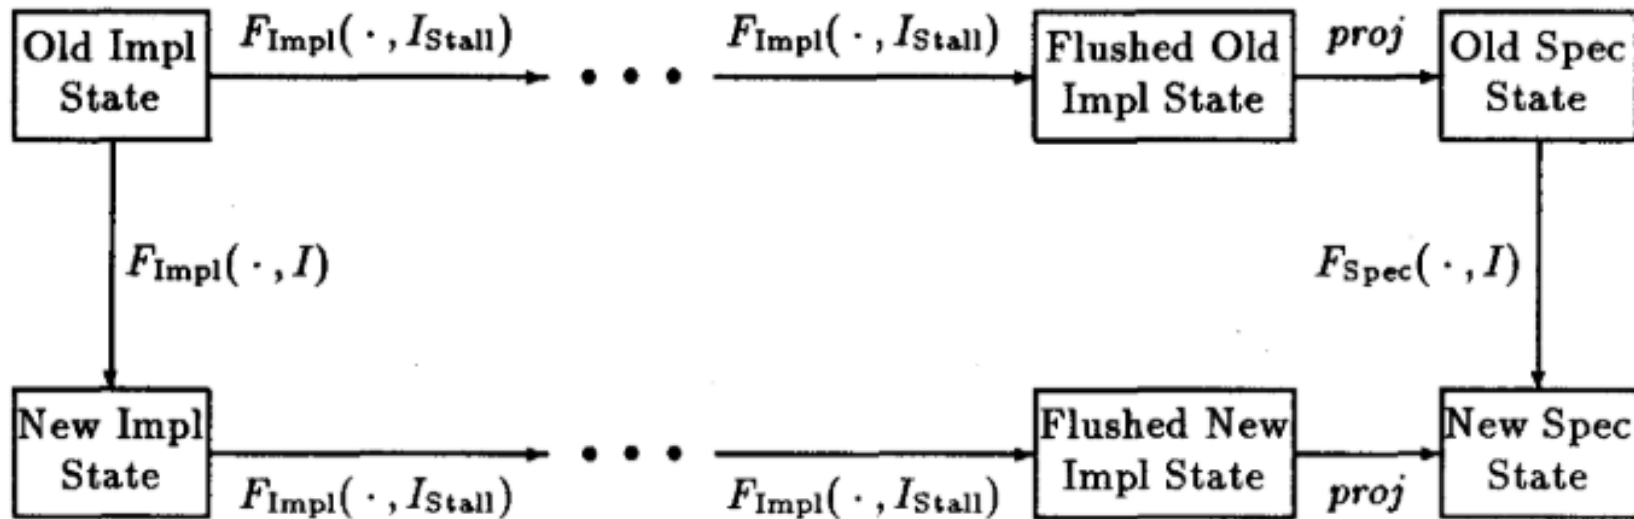 Old Impl
State
F_Impl( · , I_Stall)
• • •
F_Impl( · , I_Stall)
Flushed Old
Impl State
proj
Old Spec
State
F_Impl( · , I)
F_Spec( · , I)
New Impl
State
F_Impl( · , I_Stall)
• • •
F_Impl( · , I_Stall)
Flushed New
Impl State
proj
New Spec
State